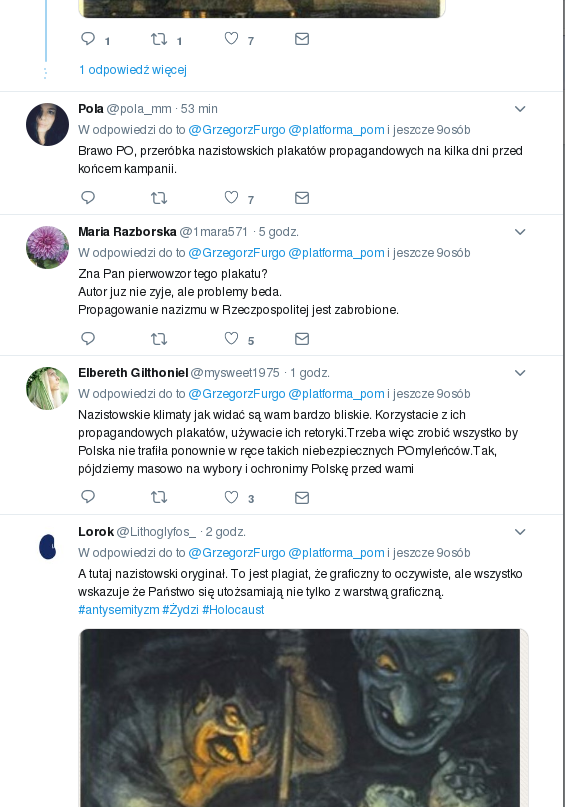 1 1 7
1 odpowiedź więcej
Pola @pola_mm · 53 min
W odpowiedzi do to @GrzegorzFurgo @platforma_pom i jeszcze 9osób
Brawo PO, przeróbka nazistowskich plakatów propagandowych na kilka dni przed
końcem kampanii.
7
Maria Razborska @1mara571 · 5 godz.
W odpowiedzi do to @GrzegorzFurgo @platforma_pom i jeszcze 9osób
Zna Pan pierwowzor tego plakatu?
Autor juz nie zyje, ale problemy beda.
Propagowanie nazizmu w Rzeczpospolitej jest zabrobione.
5
Elbereth Gilthoniel @mysweet1975 · 1 godz.
W odpowiedzi do to @GrzegorzFurgo @platforma_pom i jeszcze 9osób
Nazistowskie klimaty jak widać są wam bardzo bliskie. Korzystacie z ich
propagandowych plakatów, używacie ich retoryki.Trzeba więc zrobić wszystko by
Polska nie trafiła ponownie w ręce takich niebezpiecznych POmyleńców.Tak,
pójdziemy masowo na wybory i ochronimy Polskę przed wami
3
Lorok @Lithoglyfos_ · 2 godz.
W odpowiedzi do to @GrzegorzFurgo @platforma_pom i jeszcze 9osób
A tutaj nazistowski oryginał. To jest plagiat, że graficzny to oczywiste, ale wszystko
wskazuje że Państwo się utożsamiają nie tylko z warstwą graficzną.
#antysemityzm #Żydzi #Holocaust